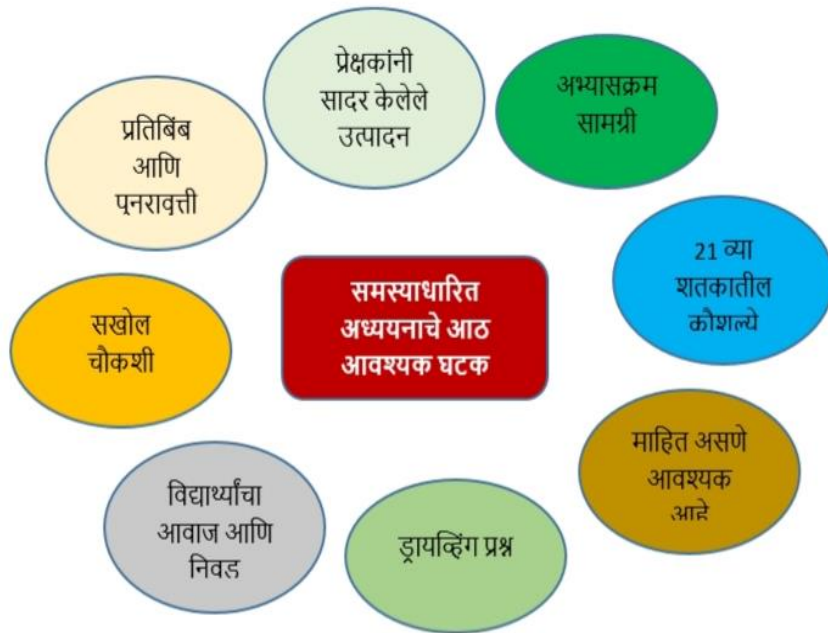 प्रेक्षकांनी
सादर केलेले
उत्पादन
अभ्यासक्रम
सामग्री
प्रतिबिंब
आणि
पुनरावृत्ती
21 व्या
शतकातील
कौशल्ये
समस्याधारित
अध्ययनाचे आठ
आवश्यक घटक
सखोल
चौकशी
माहित असणे
आवश्यक
आहे
विद्यार्थ्यांचा
आवाज आणि
निवड
ड्रायव्हिंग प्रश्न